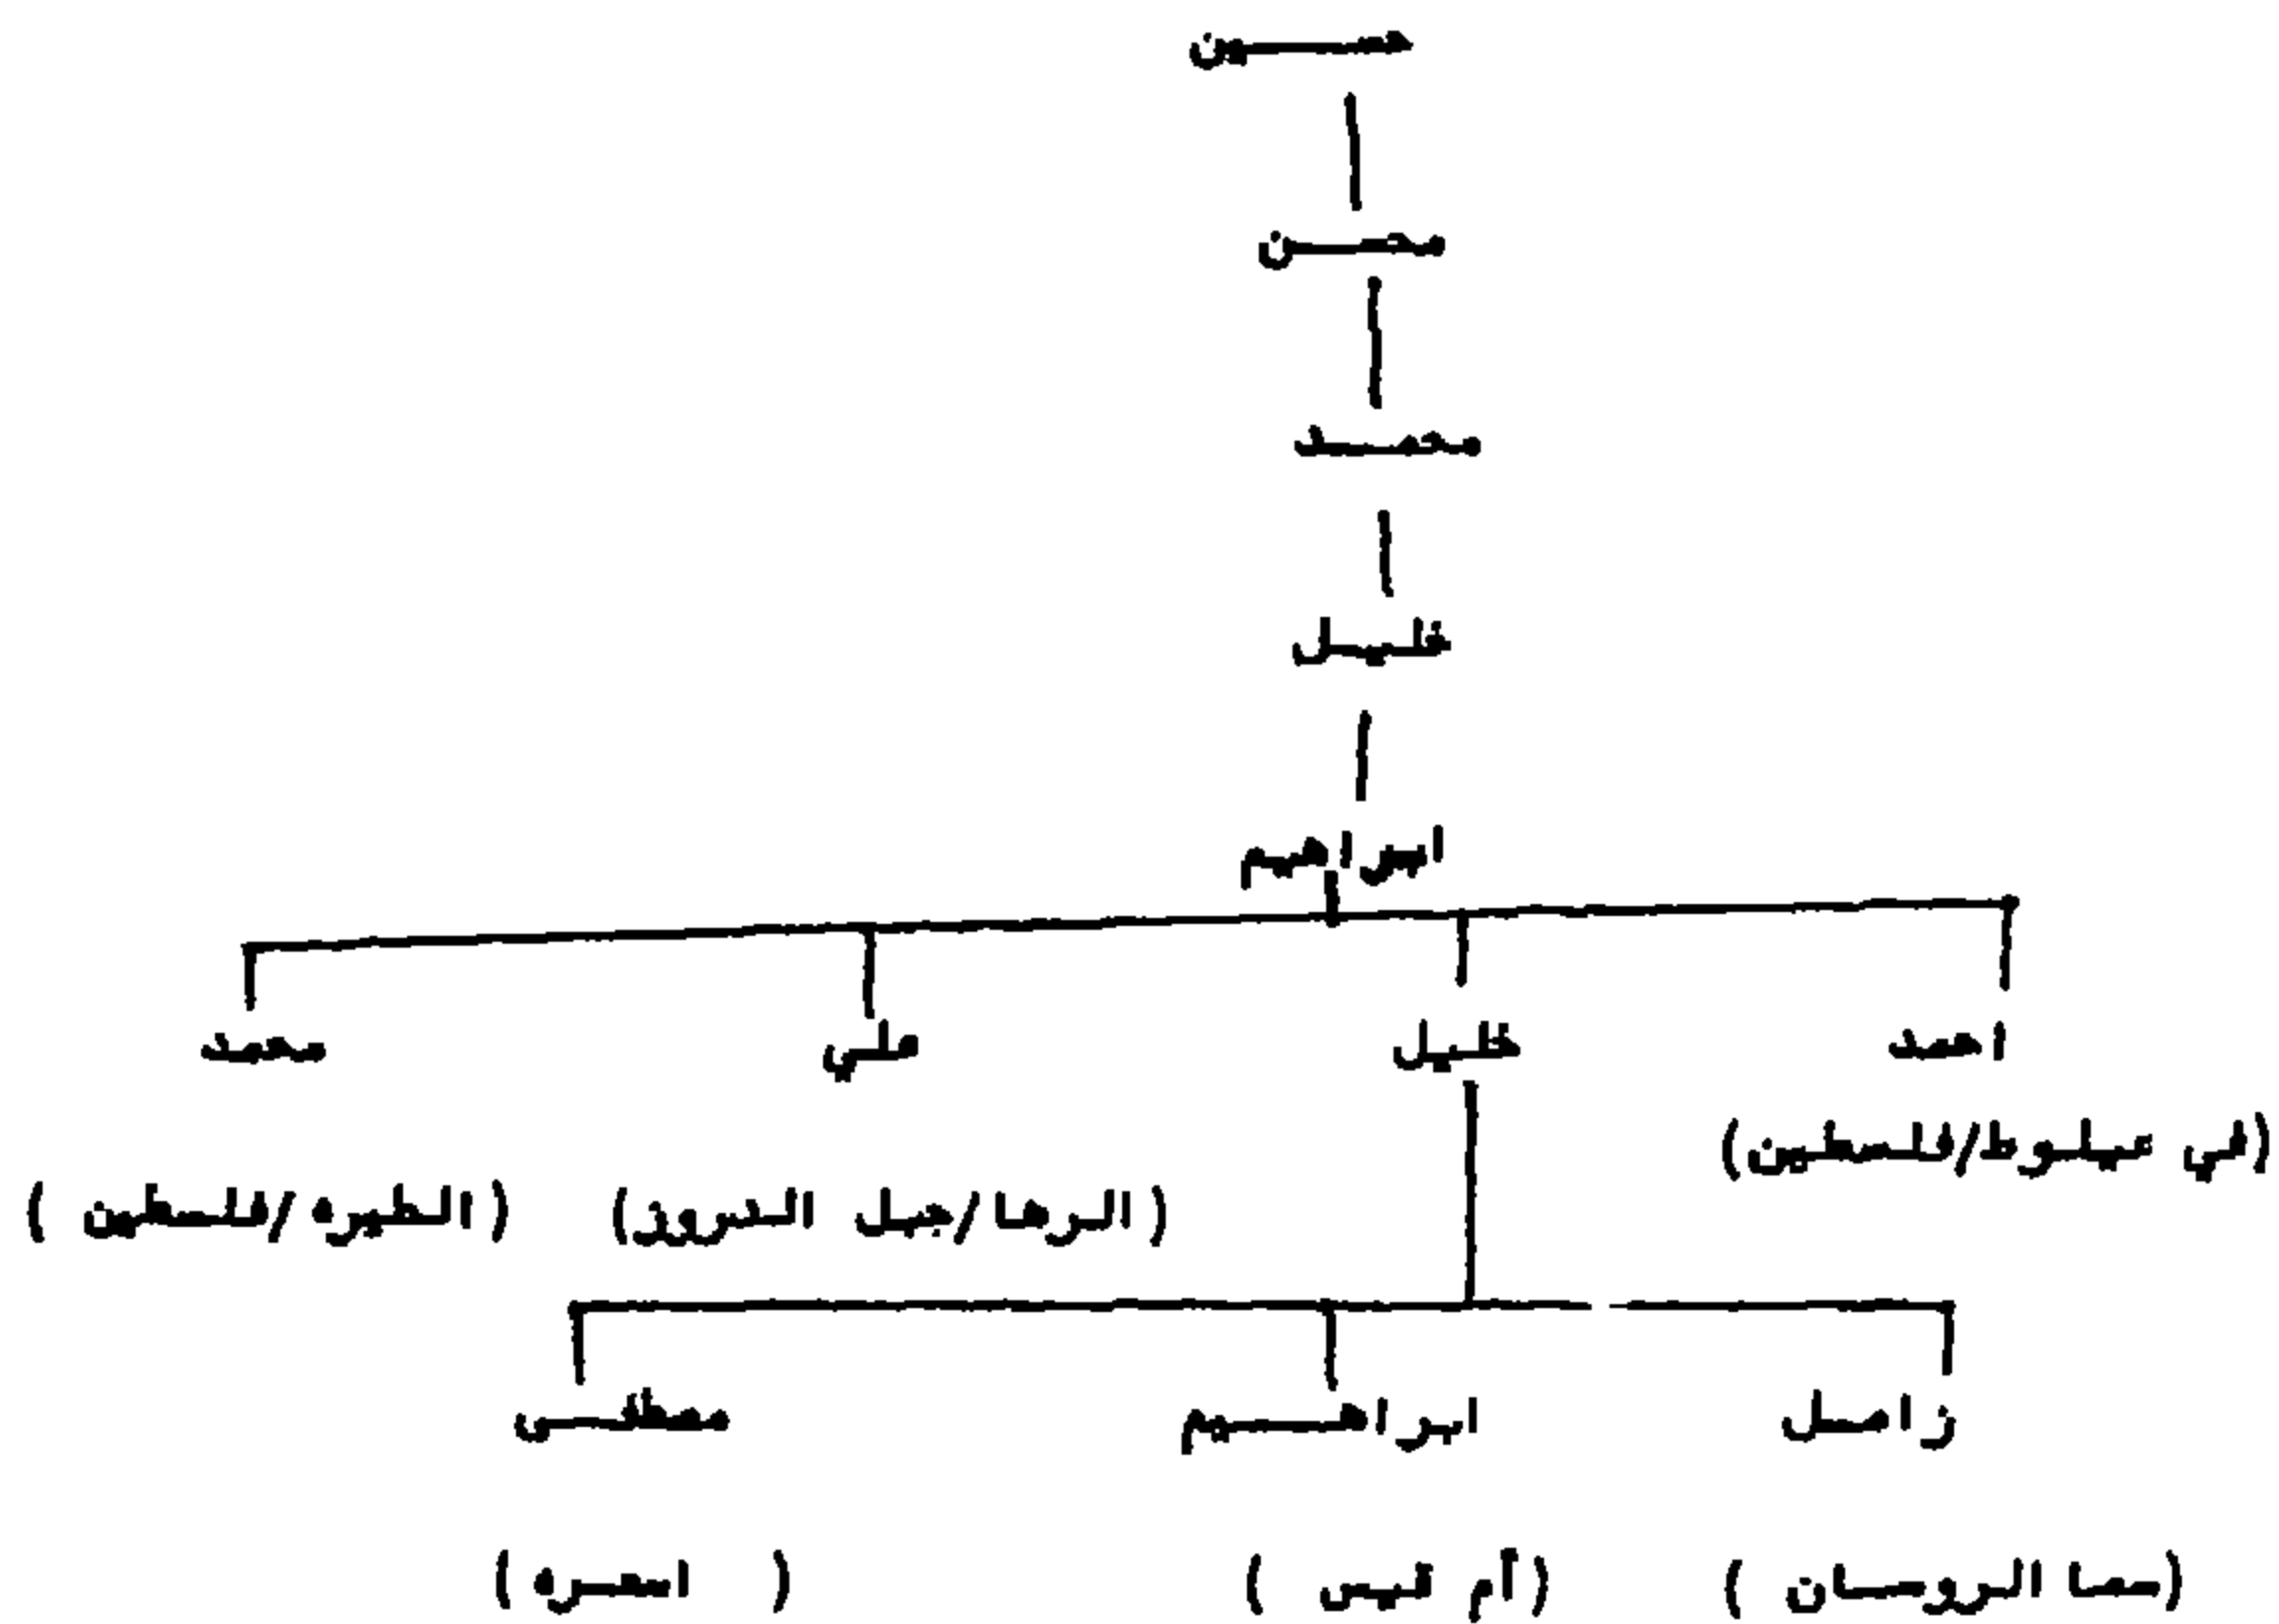 حسين
محسن
محمد
خليل
ابراهيم
احمد
خليل
علي
محمد
(في عبلوط/فلسطين)
(الرها/جبل الدروز)
(الطيره/فلسطين)
زامل
ابراهيم
مصطفى
(سما الروسان)
(أم قيس)
(اسره)